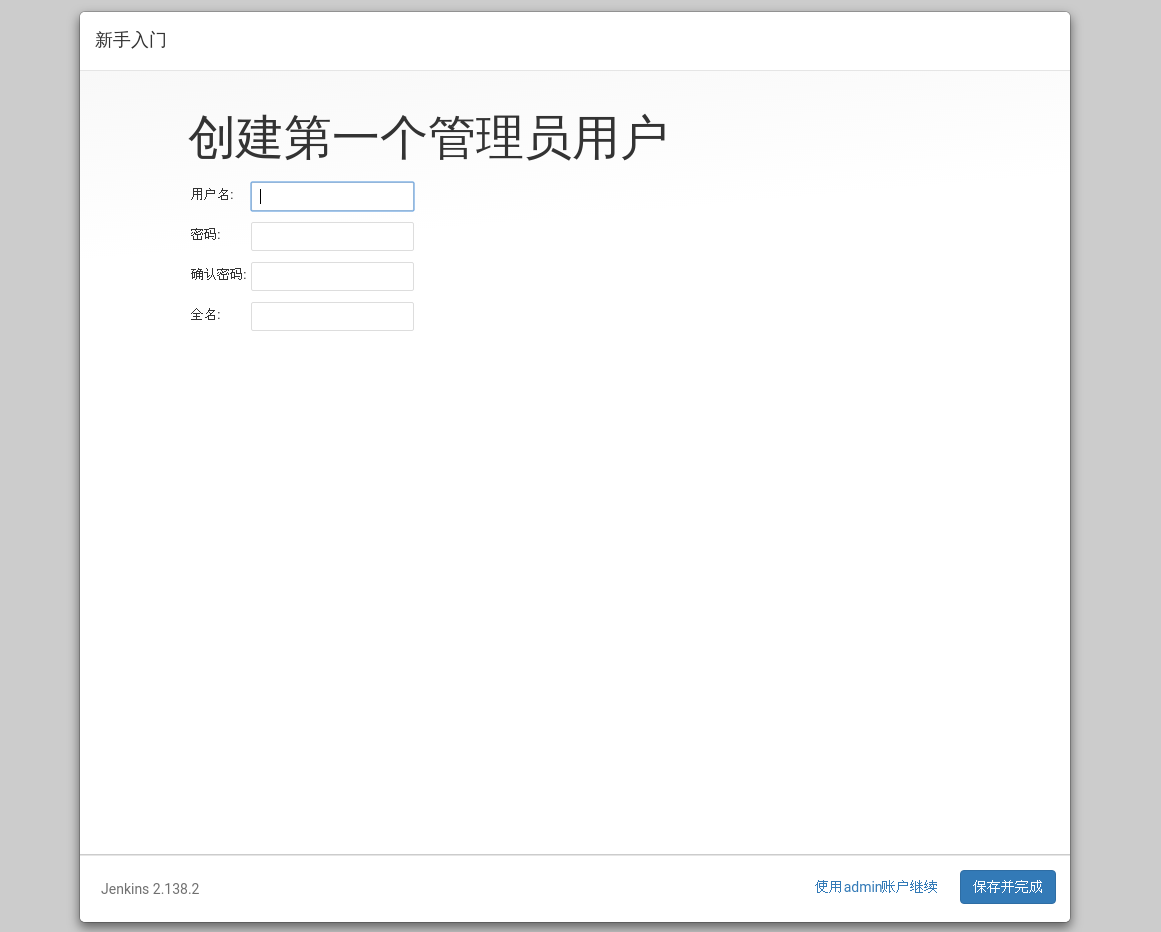 新手入门
创建第一个管理员用户
用户名:
密码:
确认密码:
全名:
Jenkins 2.138.2
使用admin账户继续
保存并完成